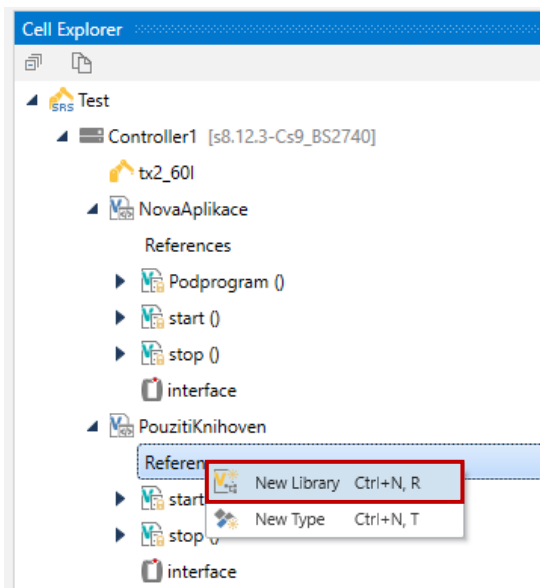 Cell Explorer
SRS Test
Controller1 [s8.12.3-Cs9_BS2740]
tx2_60l
NovaAplikace
References
Podprogram ()
start ()
stop ()
interface
PouzitiKnihoven
Referen
New Library Ctrl+N, R
start
New Type Ctrl+N, T
stop ()
interface